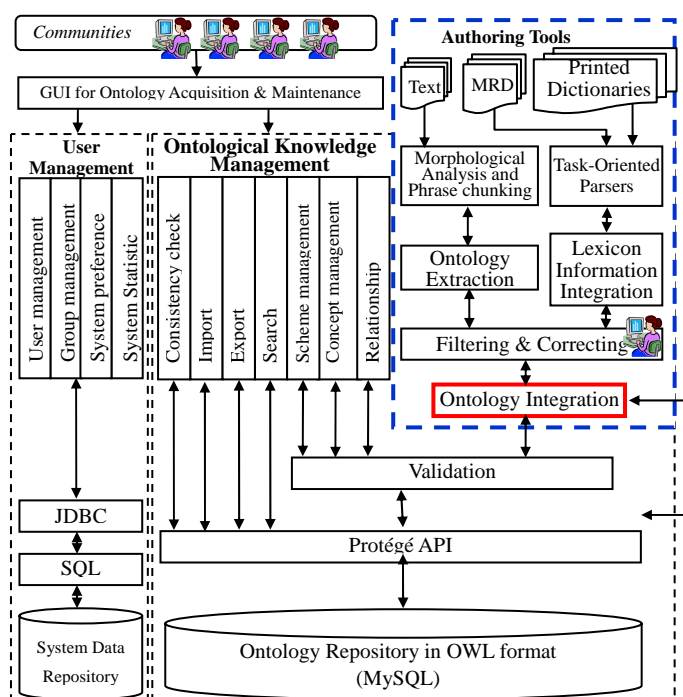 Communities
GUI for Ontology Acquisition & Maintenance
User
Management
User management
Group management
System preference
System Statistic
JDBC
SQL
System Data
Repository
Ontological Knowledge
Management
Consistency check
Import
Export
Search
Scheme management
Concept management
Relationship
Authoring Tools
Text
MRD
Printed
Dictionaries
Morphological
Analysis and
Phrase chunking
Task-Oriented
Parsers
Ontology
Extraction
Lexicon
Information
Integration
Filtering & Correcting
Ontology Integration
Validation
Protégé API
Ontology Repository in OWL format
(MySQL)